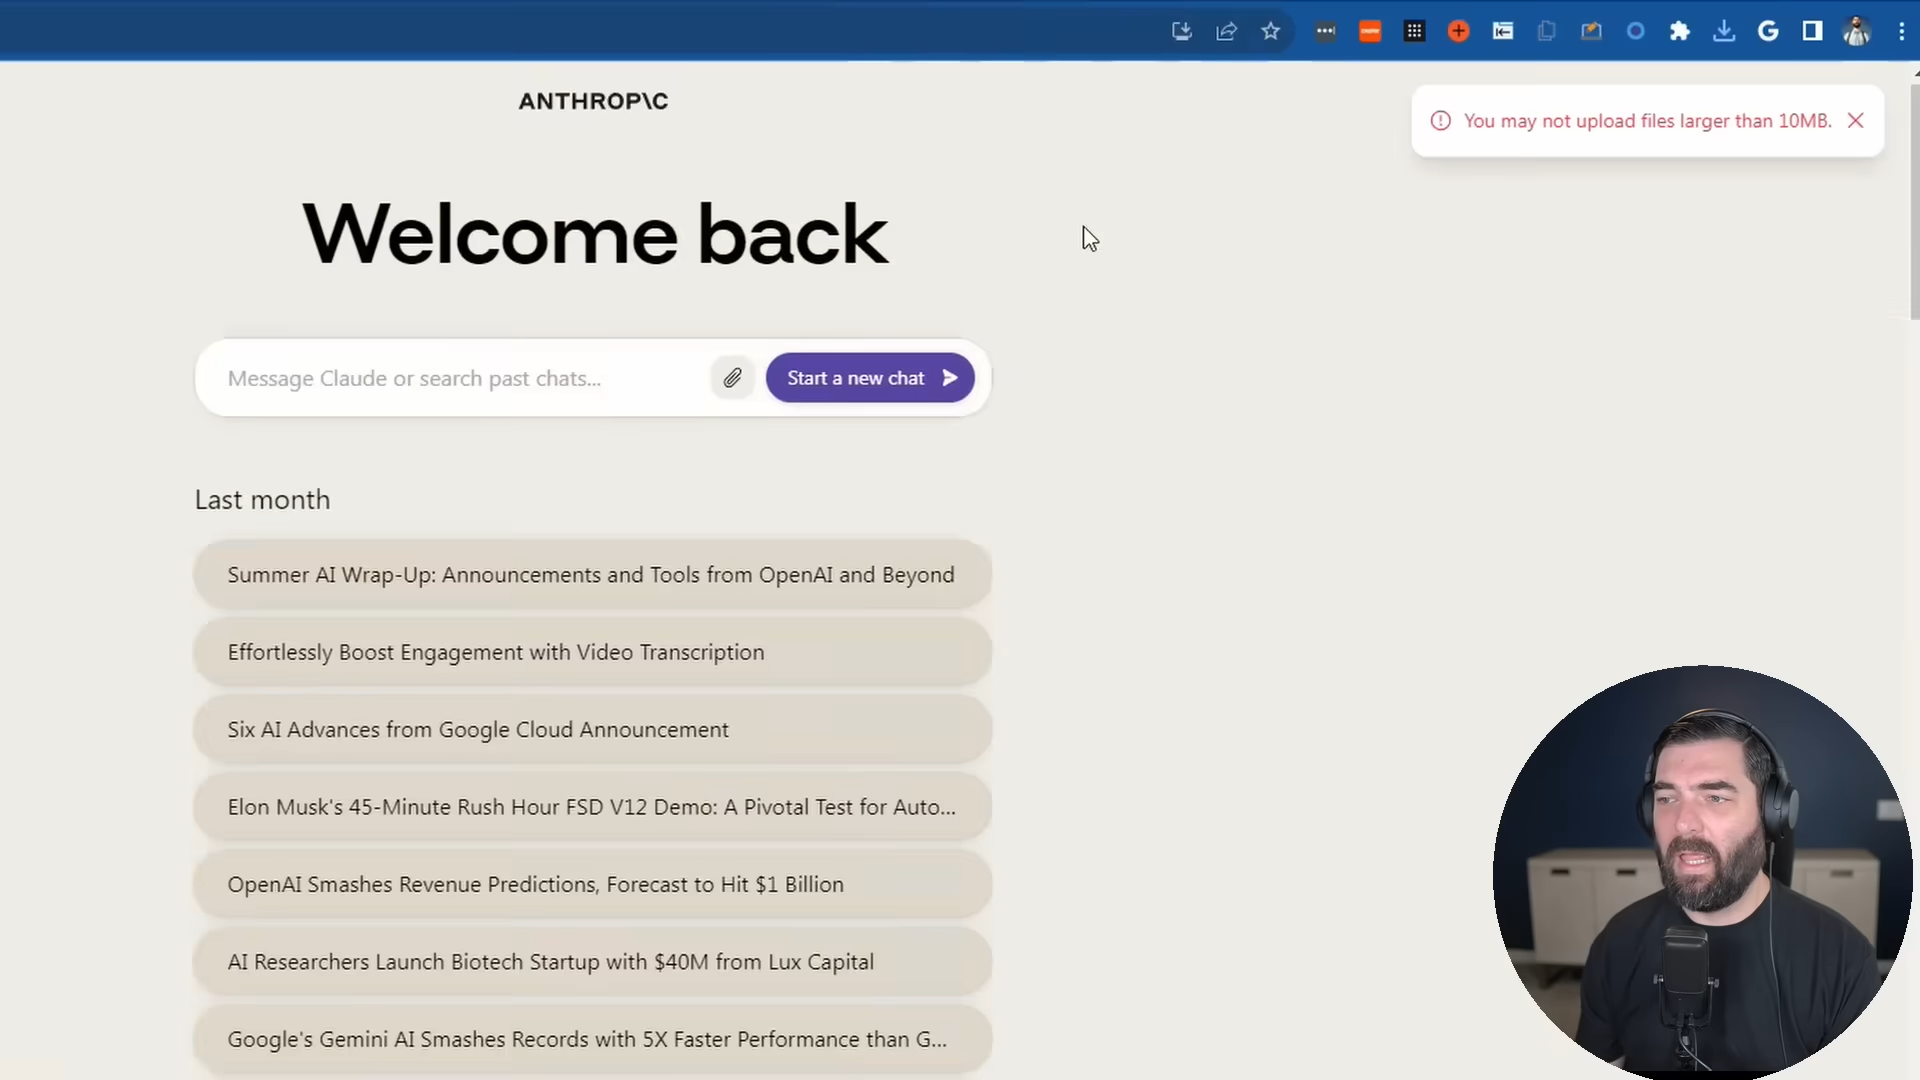 ANTHROP\C
You may not upload files larger than 10MB.
Welcome back
Message Claude or search past chats...
Start a new chat
Last month
Summer AI Wrap-Up: Announcements and Tools from OpenAI and Beyond
Effortlessly Boost Engagement with Video Transcription
Six AI Advances from Google Cloud Announcement
Elon Musk's 45-Minute Rush Hour FSD V12 Demo: A Pivotal Test for Auto...
OpenAI Smashes Revenue Predictions, Forecast to Hit $1 Billion
AI Researchers Launch Biotech Startup with $40M from Lux Capital
Google's Gemini AI Smashes Records with 5X Faster Performance than G...